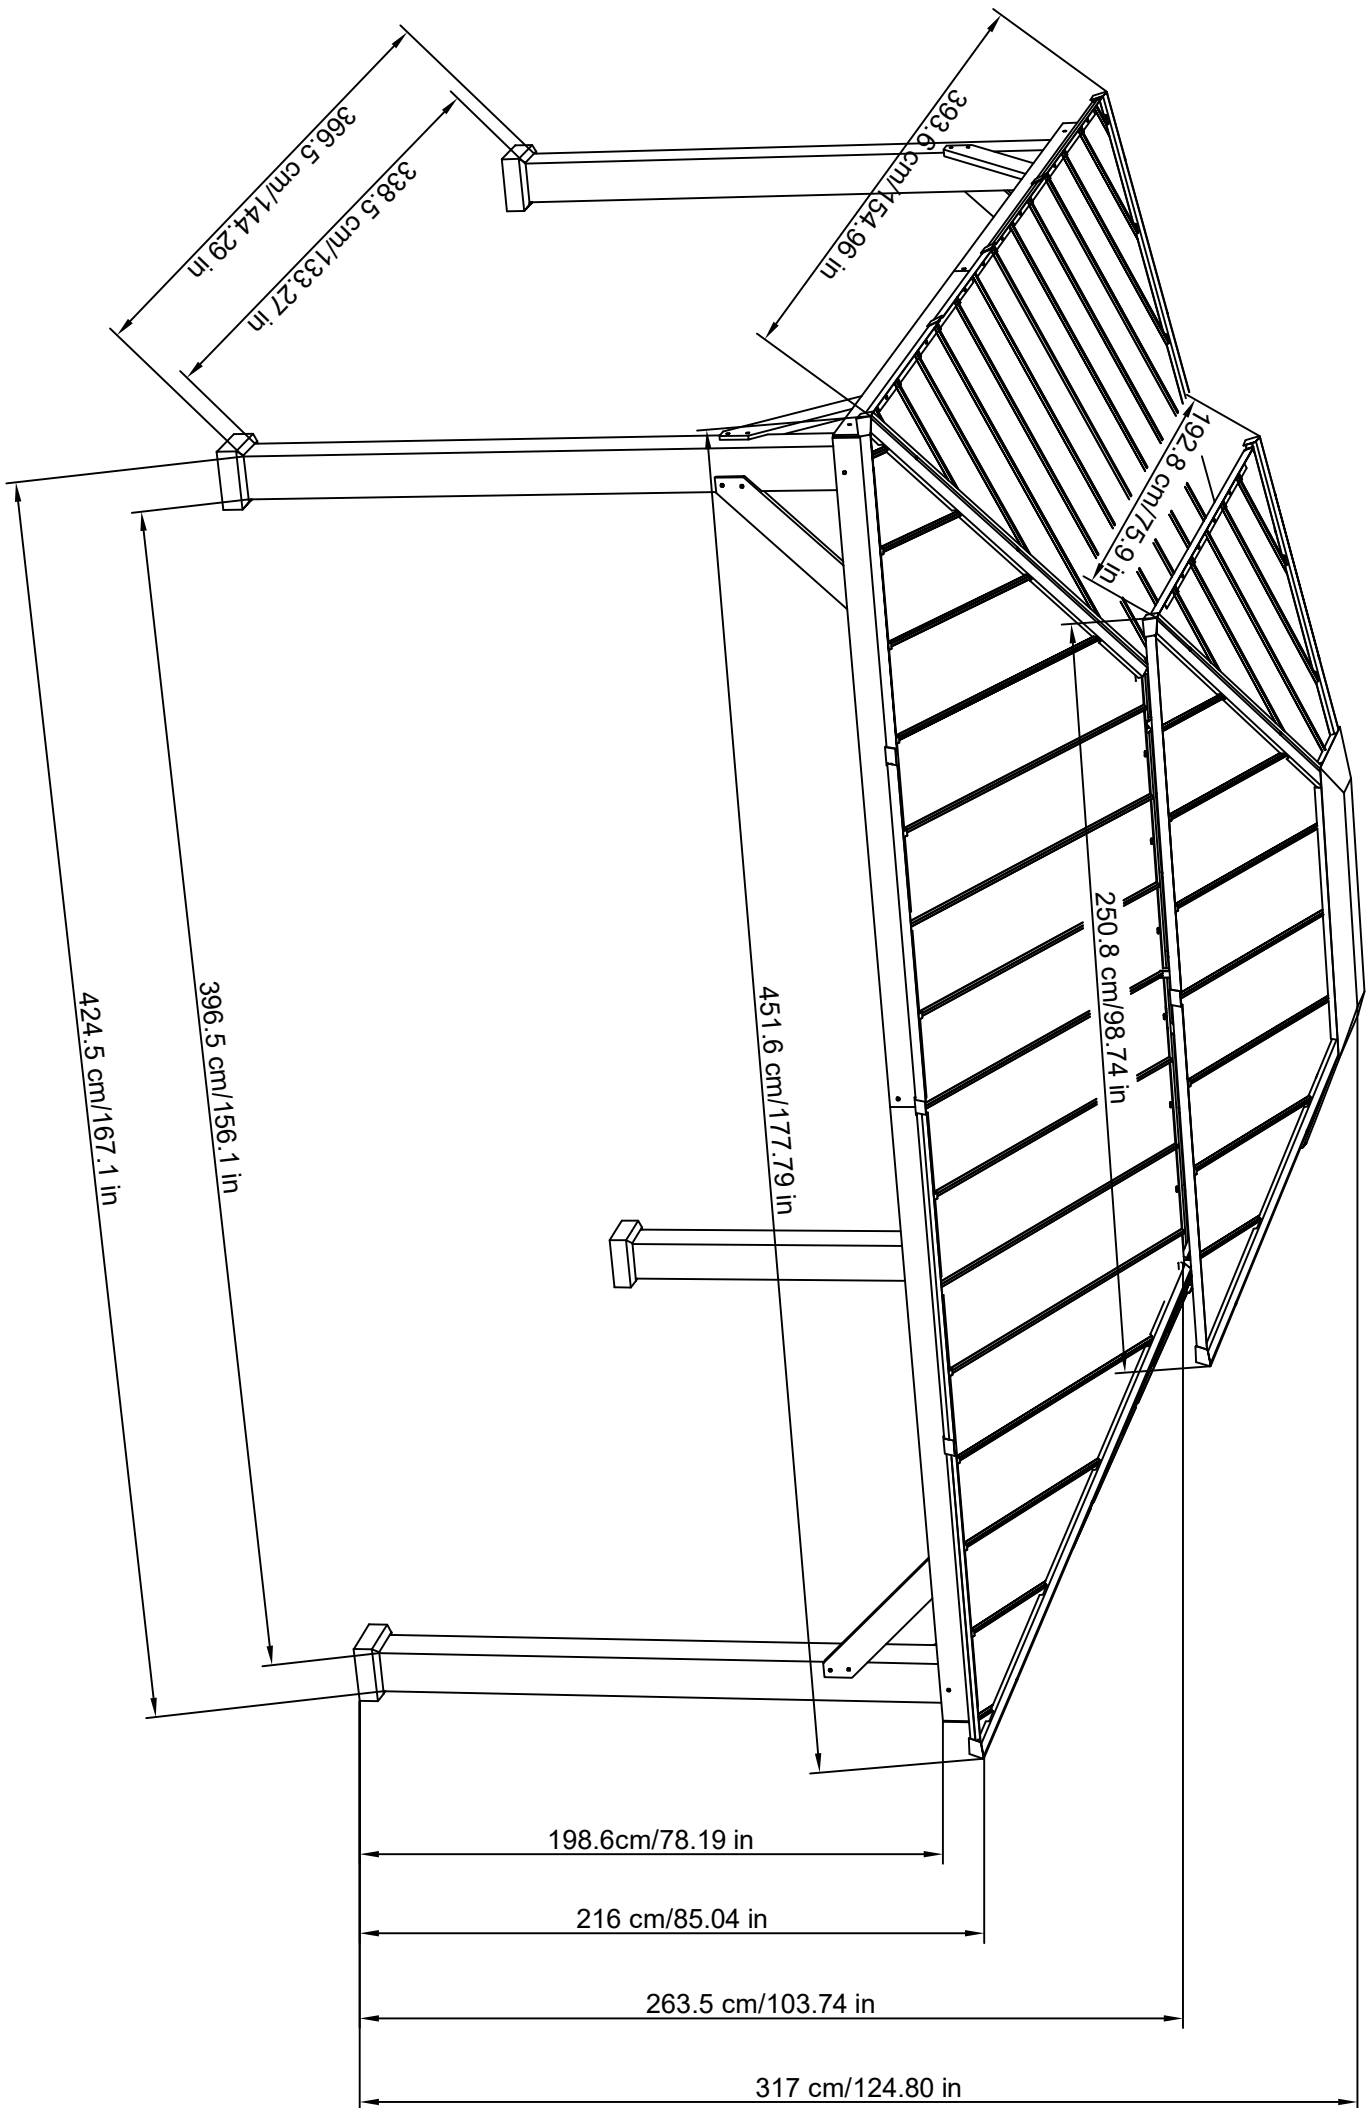 366.5 cm/144.29 in
338.5 cm/133.27 in
393.6 cm/154.96 in
192.8 cm/75.9 in
250.8 cm/98.74 in
451.6 cm/177.79 in
396.5 cm/156.1 in
424.5 cm/167.1 in
198.6cm/78.19 in
216 cm/85.04 in
263.5 cm/103.74 in
317 cm/124.80 in